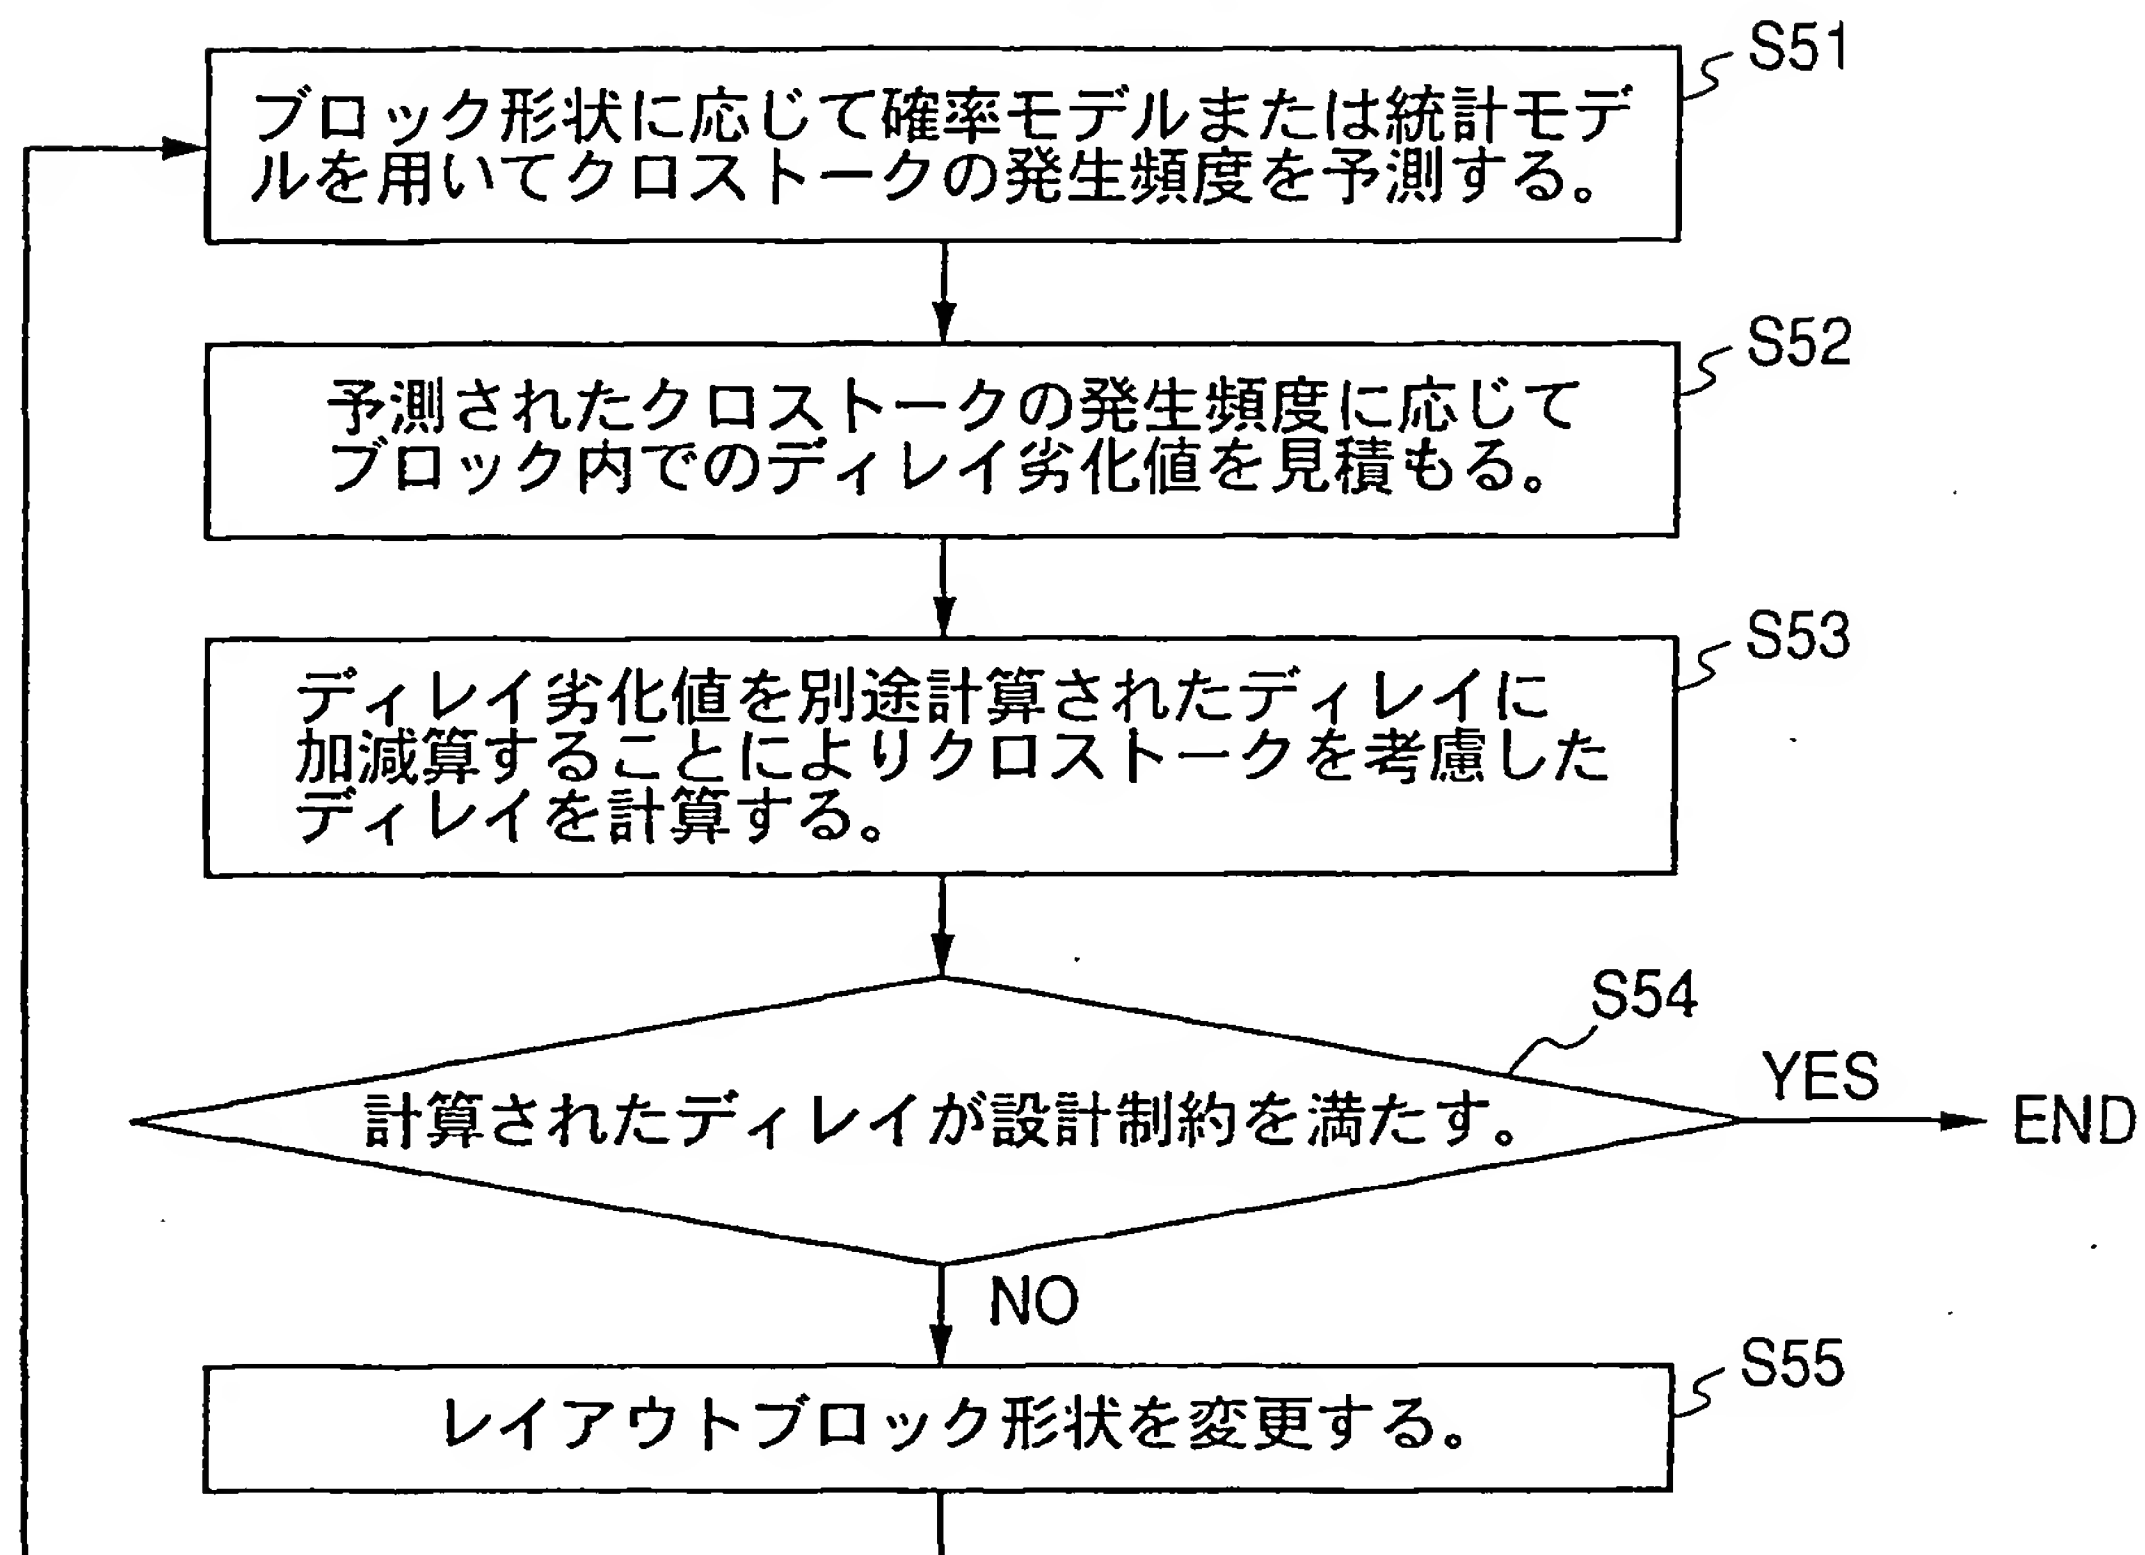 S51
ブロック形状に応じて確率モデルまたは統計モデ
ルを用いてクロストークの発生頻度を予測する。
S52
予測されたクロストークの発生頻度に応じて
ブロック内でのディレイ劣化値を見積もる。
S53
ディレイ劣化値を別途計算されたディレイに
加減算することによりクロストークを考慮した
ディレイを計算する。
S54
計算されたディレイが設計制約を満たす。
YES
END
NO
S55
レイアウトブロック形状を変更する。